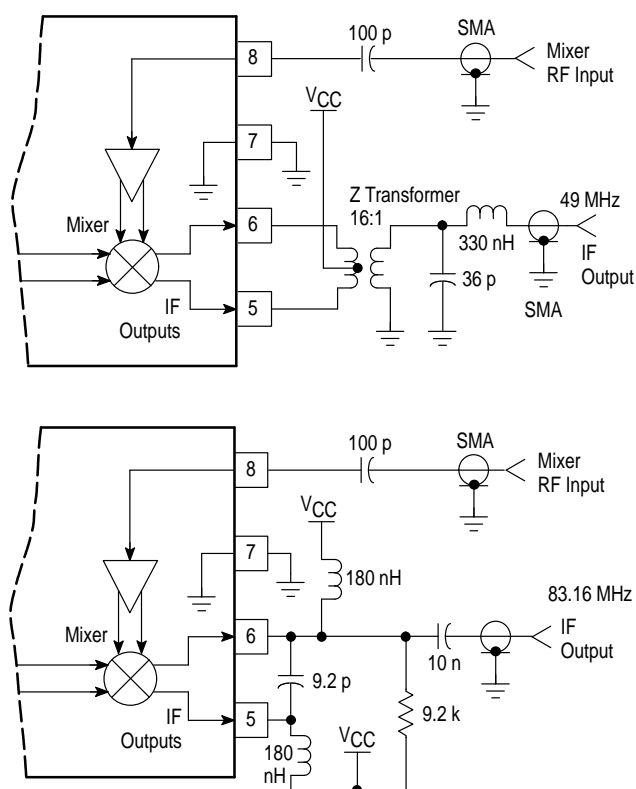 100 p
SMA
8
Mixer
RF Input
VCC
7
Z Transformer
16:1
49 MHz
Mixer
6
330 nH
IF
Output
36 p
5
IF
Outputs
SMA
100 p
SMA
8
Mixer
RF Input
VCC
7
180 nH
83.16 MHz
Mixer
6
IF
Output
10 n
9.2 p
5
9.2 k
IF
Outputs
180
nH
VCC